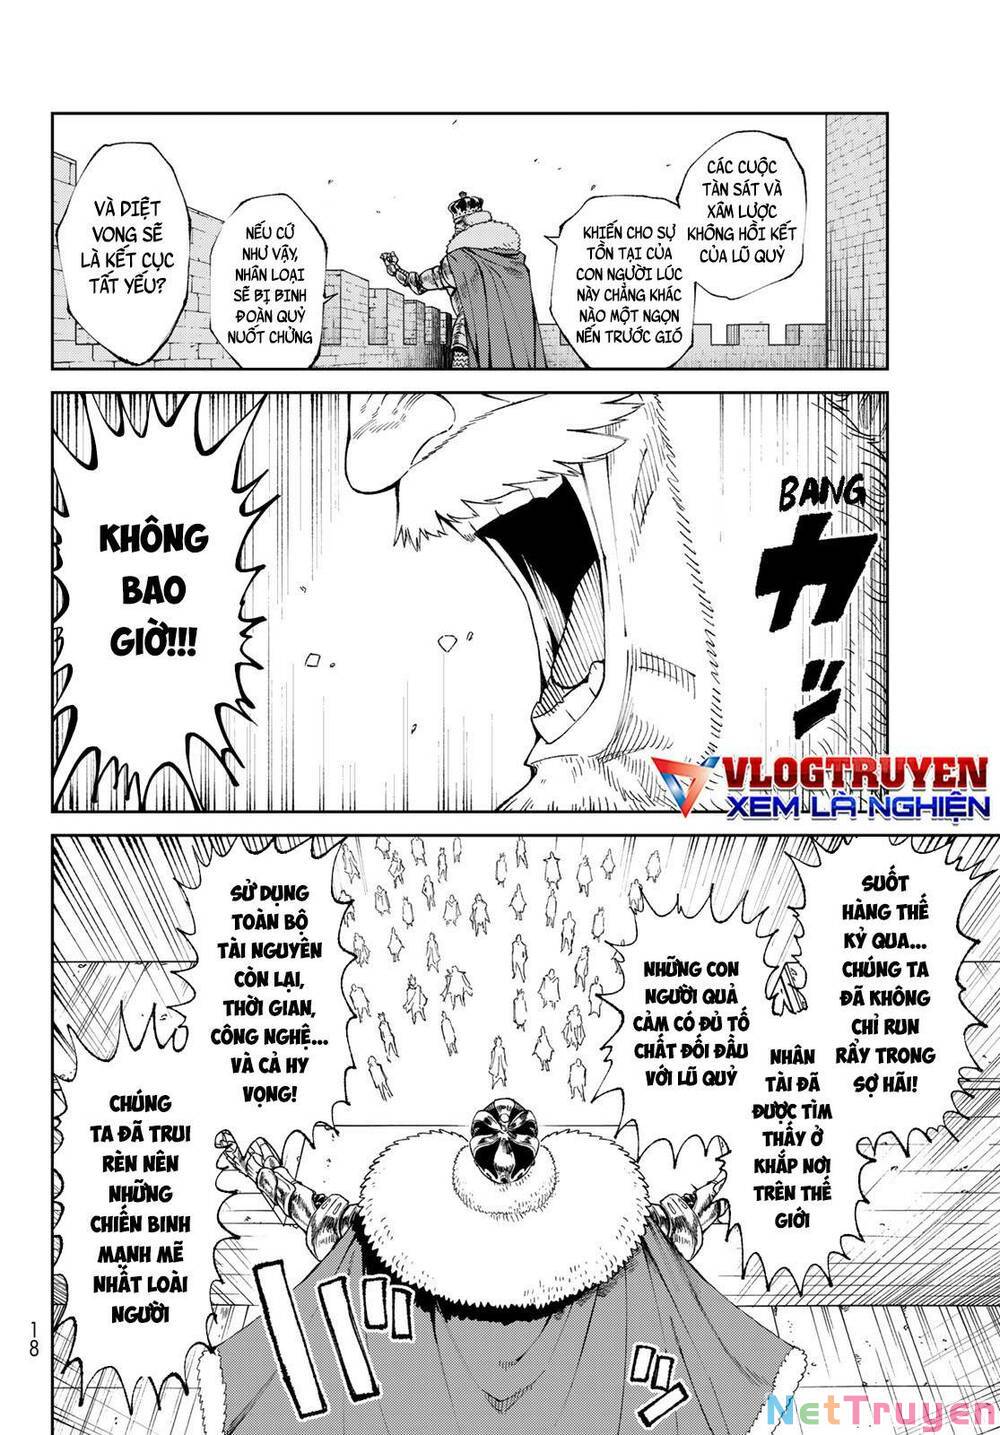 CÁC CUỘC
TÀN SÁT VÀ
XÂM LƯỢC
KHÔNG HỒI KẾT
CỦA LŨ QUỶ
KHIẾN CHO SỰ
TỒN TẠI CỦA
CON NGƯỜI LÚC
NÀY CHẲNG KHÁC
NÀO MỘT NGỌN
NẾN TRƯỚC GIÓ
NẾU CỨ
NHƯ VẬY,
NHÂN LOẠI
SẼ BỊ BINH
ĐOÀN QUỶ
NUỐT CHỬNG
VÀ DIỆT
VONG SẼ
LÀ KẾT CỤC
TẤT YẾU?
BANG
カッ
KHÔNG
BAO
GIỜ!!!
VLOGTRUYEN
XEM LÀ NGHIỆN
SUỐT
HÀNG THẾ
KỶ QUA...
CHÚNG TA
ĐÃ KHÔNG
CHỈ RUN
RẨY TRONG
SỢ HÃI!
NHÂN
TÀI ĐÃ
ĐƯỢC TÌM
THẤY Ở
KHẮP NƠI
TRÊN THẾ
GIỚI
NHỮNG CON
NGƯỜI QUẢ
CẢM CÓ ĐỦ TỐ
CHẤT ĐỐI ĐẦU
VỚI LŨ QUỶ
SỬ DỤNG
TOÀN BỘ
TÀI NGUYÊN
CÒN LẠI,
THỜI GIAN,
CÔNG NGHỆ...
VÀ CẢ HY
VỌNG!
CHÚNG
TA ĐÃ TRUI
RÈN NÊN
NHỮNG
CHIẾN BINH
MẠNH MẼ
NHẤT LOÀI
NGƯỜI
18
NetTruyen